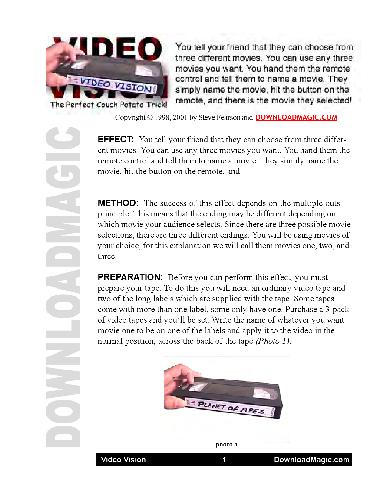 VIDEO
VISION
VIDEO VISION
The Perfect Couch Potato Trick!
You tell your friend that they can choose from
three different movies. You can use any three
movies you want. You hand them the remote
control and tell them to name a movie. They
simply name the movie, hit the button on the
remote, and there is the movie they selected!
Copyright © 1998, 2001 by Steve Fearson and DOWNLOADMAGIC.COM
DOWNLOADMAGIC
EFFECT: You tell your friend that they can choose from three differ-
ent movies. You can use any three movies you want. You hand them the
remote control and tell them to name a movie. They simply name the
movie, hit the button on the remote, and
METHOD: The success of this effect depends on the multiple outs
principle. This means that the ending may be different depending on
which movie your audience selects. Since there are three possible movie
selections, there are three different endings. You will be using movies of
your choice, for this explanation we will call them movies one, two, and
three.
PREPARATION: Before you can perform this effect, you must
prepare your tape. To do this you will need an ordinary video tape and
two of the long labels which are supplied with the tape. Some tapes
come with more than one label, some only have one. Purchase a 3-pack
of video tapes and you'll be set. Write the name of whatever you want
movie one to be on one of the labels and apply it to the video in the
normal position, across the back of the tape (Photo 1).
PLANET OF APES
photo 1
Video Vision 1 DownloadMagic.com